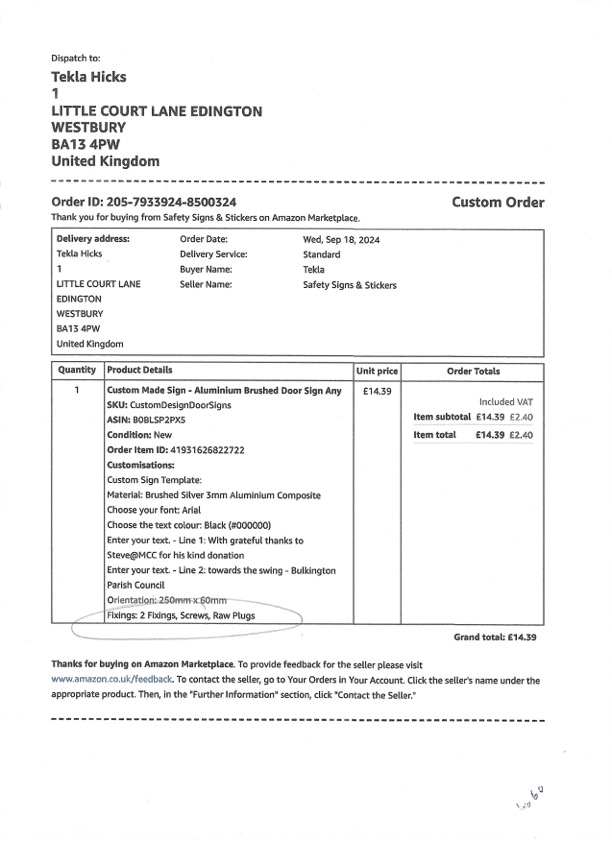 Dispatch to:
Tekla Hicks
1
LITTLE COURT LANE EDINGTON
WESTBURY
BA13 4PW
United Kingdom
Order ID: 205-7933924-8500324
Custom Order
Thank you for buying from Safety Signs & Stickers on Amazon Marketplace.
Delivery address:
Tekla Hicks
1
LITTLE COURT LANE
EDINGTON
WESTBURY
BA13 4PW
United Kingdom
Order Date: Wed, Sep 18, 2024
Delivery Service: Standard
Buyer Name: Tekla
Seller Name: Safety Signs & Stickers
Quantity Product Details Unit price Order Totals
1
Custom Made Sign - Aluminium Brushed Door Sign Any
SKU: CustomDesignDoorSigns
ASIN: B0BLSP2PX5
Condition: New
Order Item ID: 41931626822722
Customisations:
Custom Sign Template:
Material: Brushed Silver 3mm Aluminium Composite
Choose your font: Arial
Choose the text colour: Black (#000000)
Enter your text. - Line 1: With grateful thanks to
Steve@MCC for his kind donation
Enter your text. - Line 2: towards the swing - Bulkington
Parish Council
Orientation: 250mm x 60mm
Fixings: 2 Fixings, Screws, Raw Plugs
£14.39
Included VAT
Item subtotal £14.39 £2.40
Item total £14.39 £2.40
Grand total: £14.39
Thanks for buying on Amazon Marketplace. To provide feedback for the seller please visit
www.amazon.co.uk/feedback. To contact the seller, go to Your Orders in Your Account. Click the seller's name under the
appropriate product. Then, in the "Further Information" section, click "Contact the Seller."